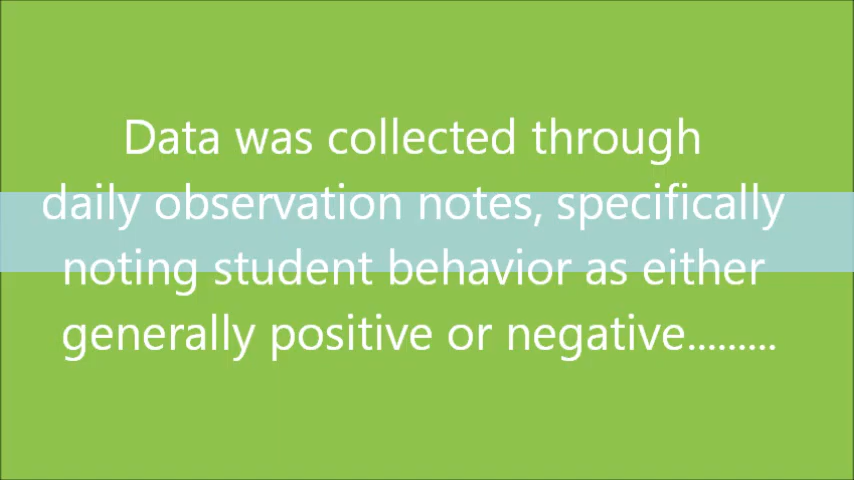 Data was collected through
daily observation notes, specifically
noting student behavior as either
generally positive or negative.........